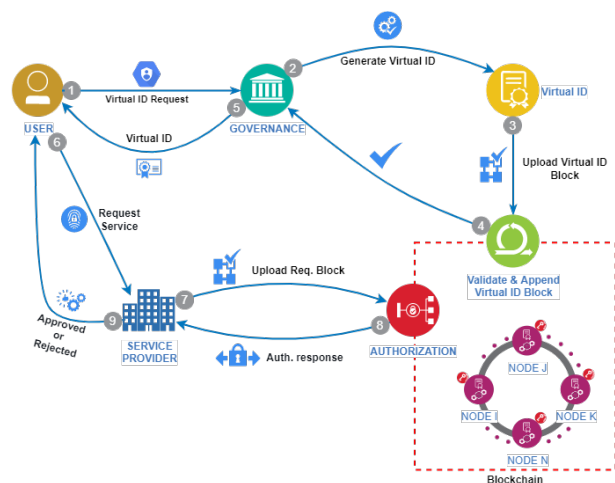 2
Generate Virtual ID
1
Virtual ID Request
5
USER
GOVERNANCE
Virtual ID
Virtual ID
3
6
Upload Virtual ID
Block
4
Request
Service
Validate & Append
Virtual ID Block
7
Upload Req. Block
8
9
Approved
or
Rejected
SERVICE
PROVIDER
Auth. response
AUTHORIZATION
NODE J
NODE I
NODE K
NODE N
Blockchain